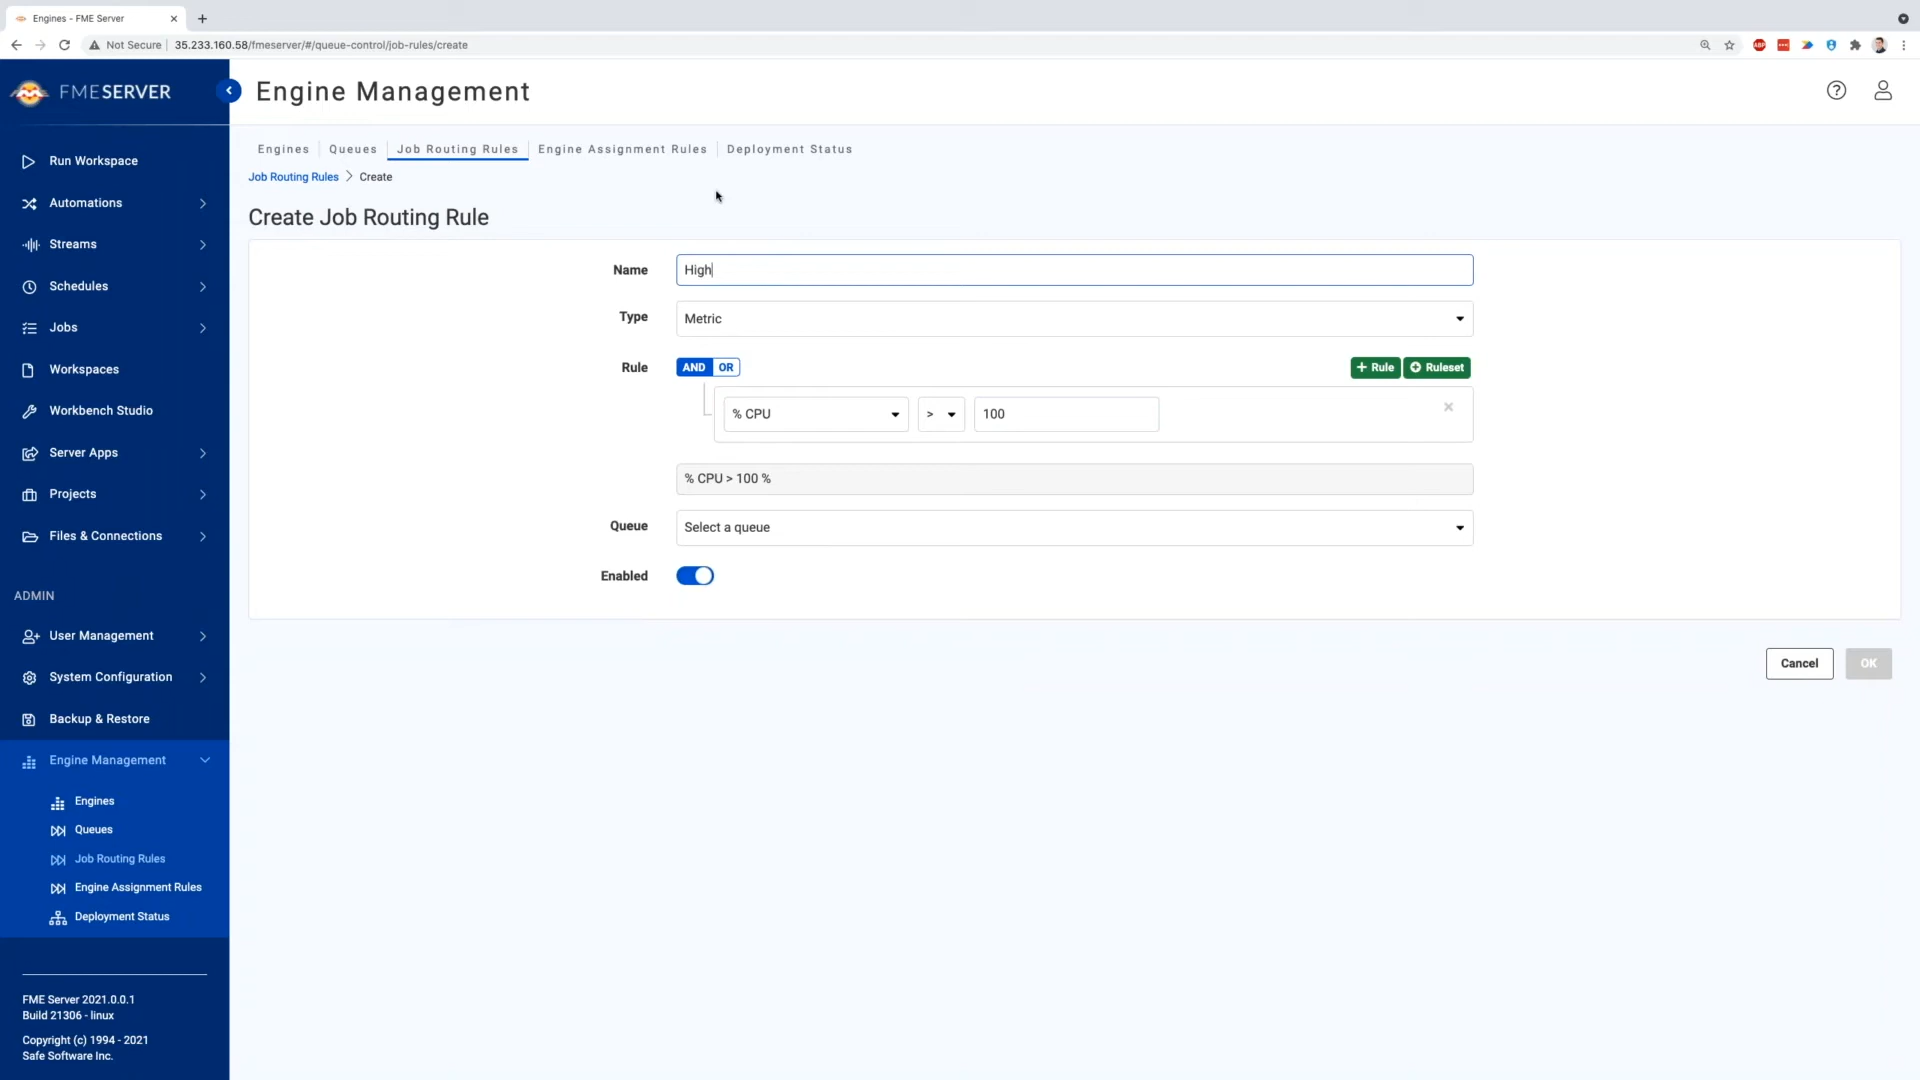 Engines - FME Server
Not Secure
35.233.160.58/fmeserver/#/queue-control/job-rules/create
ABP
FMESERVER
Engine Management
Engines
Queues
Job Routing Rules
Engine Assignment Rules
Deployment Status
Job Routing Rules > Create
Create Job Routing Rule
Name
High
Type
Metric
Rule
AND OR
+ Rule
Ruleset
% CPU
>
100
% CPU > 100 %
Queue
Select a queue
Enabled
Cancel
OK
Run Workspace
Automations
Streams
Schedules
Jobs
Workspaces
Workbench Studio
Server Apps
Projects
Files & Connections
ADMIN
User Management
System Configuration
Backup & Restore
Engine Management
Engines
Queues
Job Routing Rules
Engine Assignment Rules
Deployment Status
FME Server 2021.0.0.1
Build 21306 - linux
Copyright (c) 1994 - 2021
Safe Software Inc.